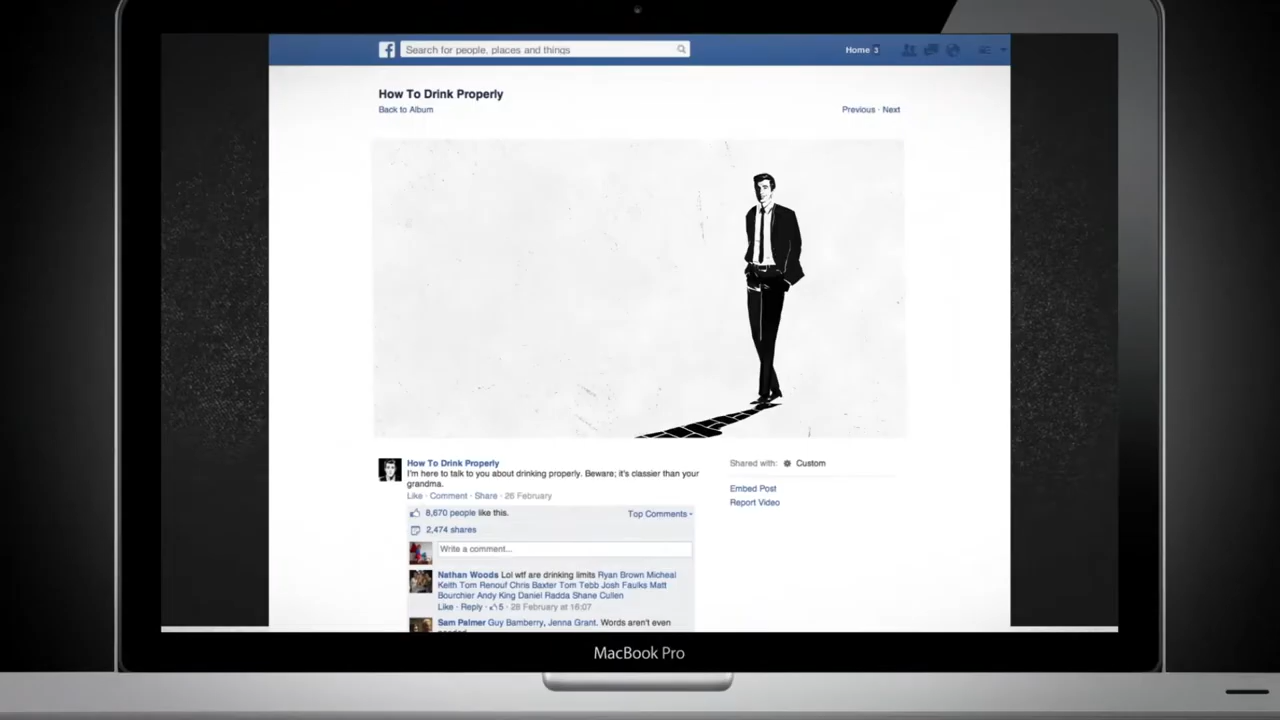 f Search for people, places and things
Home 3
How To Drink Properly
Back to Album
Previous · Next
How To Drink Properly
I'm here to talk to you about drinking properly. Beware; it's classier than your
grandma.
Like · Comment · Share · 26 February
8,670 people like this.
Top Comments
2,474 shares
Write a comment...
Nathan Woods Lol wtf are drinking limits Ryan Brown Micheal
Keith Tom Renouf Chris Baxter Tom Tebb Josh Faulks Matt
Bourchier Andy King Daniel Radda Shane Cullen
Like · Reply · 5 · 28 February at 16:07
Sam Palmer Guy Bamberry, Jenna Grant. Words aren't even
Shared with: Custom
Embed Post
Report Video
MacBook Pro